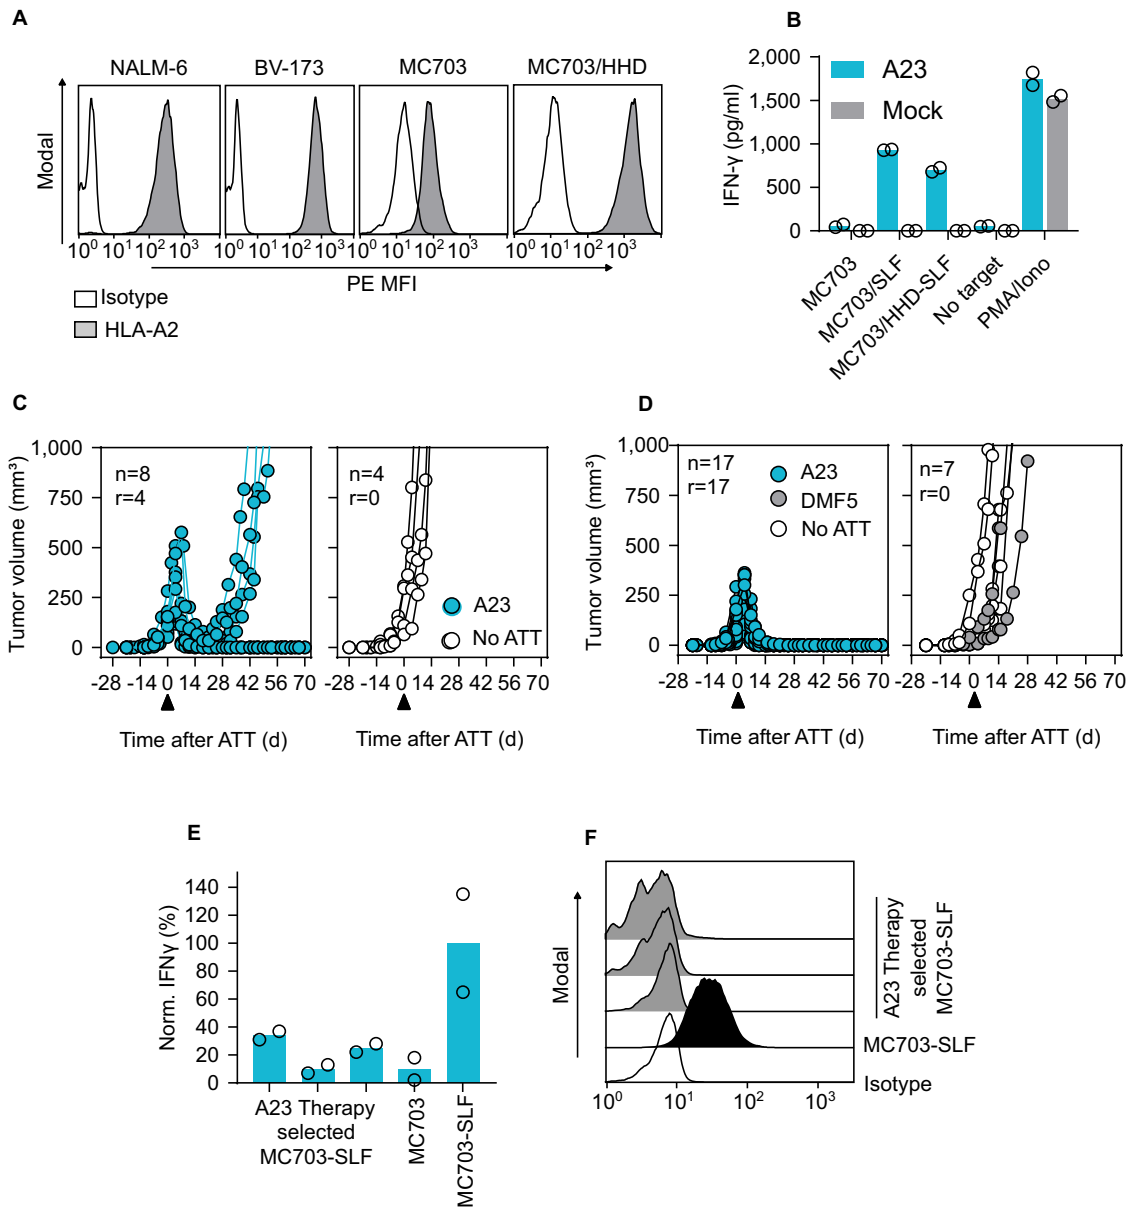 A
NALM-6
BV-173
MC703
MC703/HHD
Modal
10⁰ 10¹ 10² 10³
10⁰ 10¹ 10² 10³
10⁰ 10¹ 10² 10³
10⁰ 10¹ 10² 10³
PE MFI
Isotype
HLA-A2
B
IFN-γ (pg/ml)
2,000
1,500
1,000
500
0
A23
Mock
MC703
MC703/SLF
MC703/HHD-SLF
No target
PMA/Iono
C
Tumor volume (mm³)
1,000
750
500
250
0
n=8
r=4
-28 -14 0 14 28 42 56 70
Time after ATT (d)
n=4
r=0
A23
No ATT
-28 -14 0 14 28 42 56 70
Time after ATT (d)
D
Tumor volume (mm³)
1,000
750
500
250
0
n=17
r=17
A23
DMF5
No ATT
-28 -14 0 14 28 42 56 70
Time after ATT (d)
n=7
r=0
-28 -14 0 14 28 42 56 70
Time after ATT (d)
E
Norm. IFNγ (%)
140
120
100
80
60
40
20
0
A23 Therapy
selected
MC703-SLF
MC703
MC703-SLF
F
Modal
A23 Therapy
selected
MC703-SLF
MC703-SLF
Isotype
10⁰ 10¹ 10² 10³